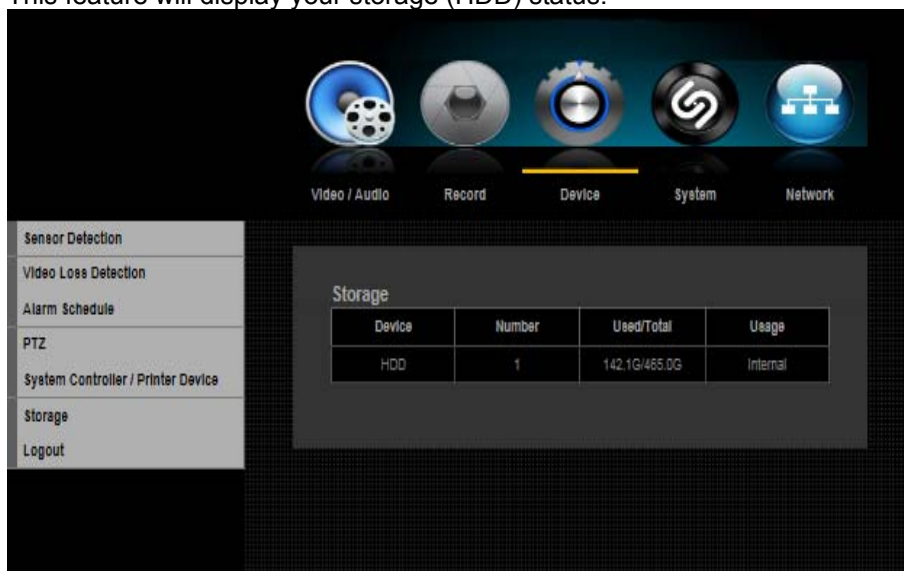 This feature will display your storage (HDD) status.
Video / Audio Record Device System Network
Sensor Detection
Video Loss Detection
Alarm Schedule
PTZ
System Controller / Printer Device
Storage
Logout
Storage
Device Number Used/Total Usage
HDD 1 142.1G/465.0G Internal